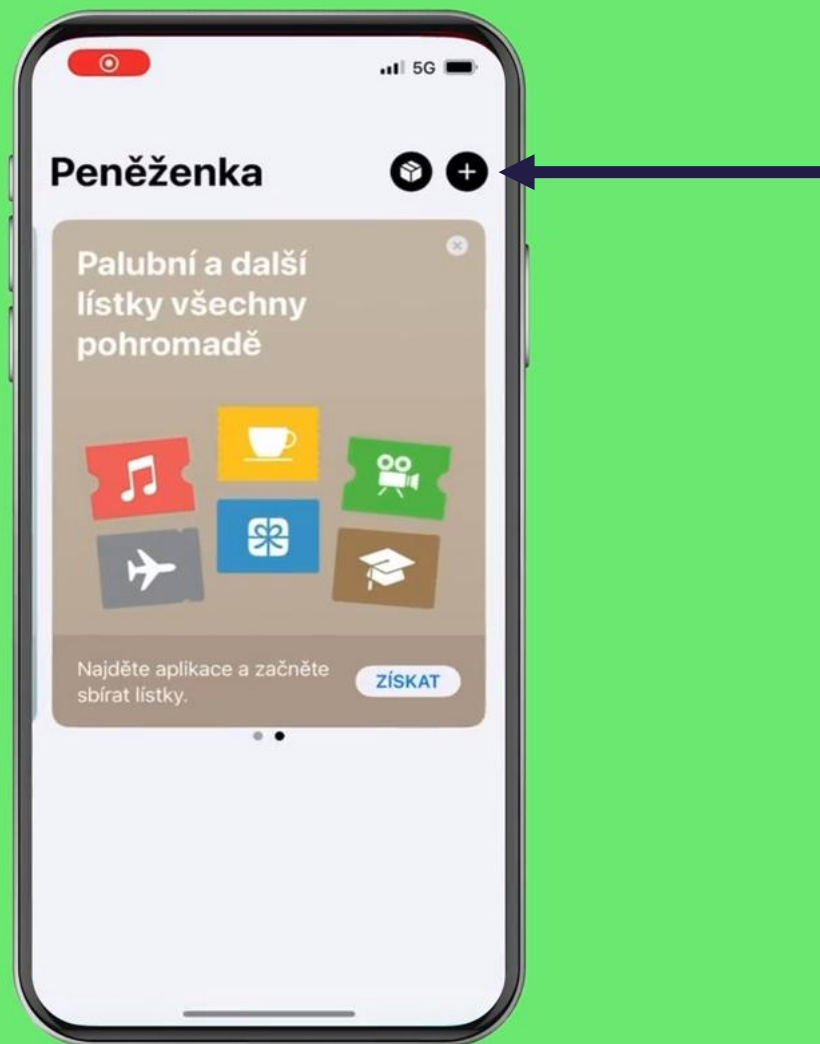 5G
Peněženka
Palubní a další
lístky všechny
pohromadě
Najděte aplikace a začněte
sbírat lístky.
ZÍSKAT